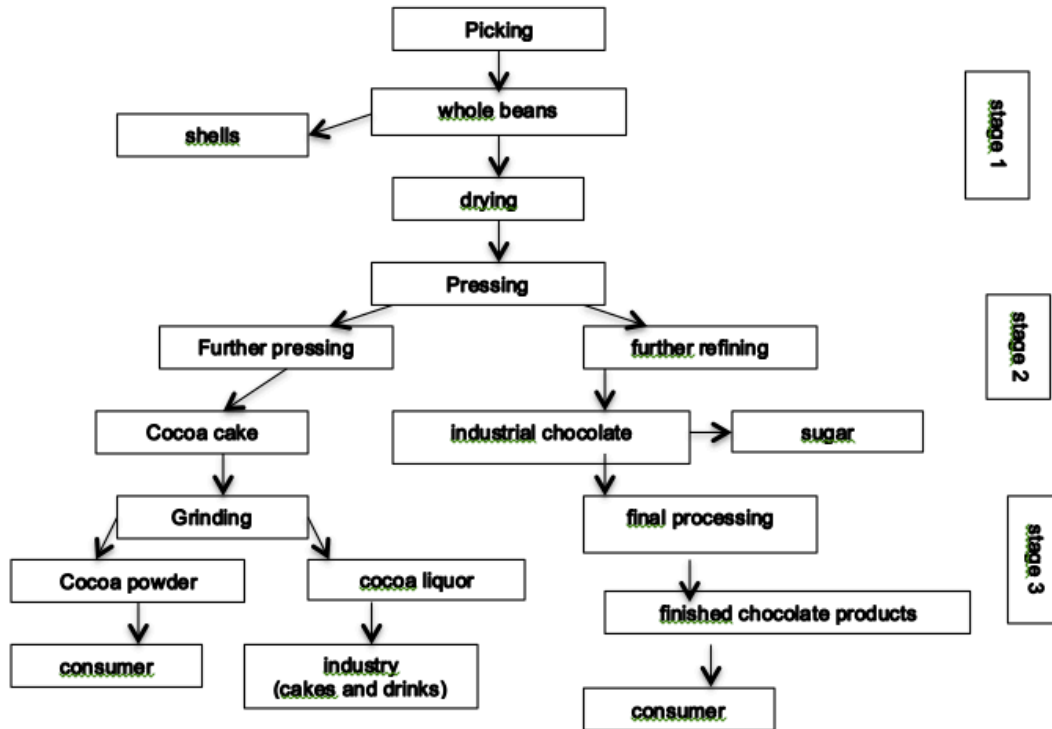 Picking
whole beans
shells
stage 1
drying
Pressing
Further pressing
further refining
stage 2
Cocoa cake
industrial chocolate
sugar
Grinding
final processing
stage 3
Cocoa powder
cocoa liquor
finished chocolate products
consumer
industry
(cakes and drinks)
consumer